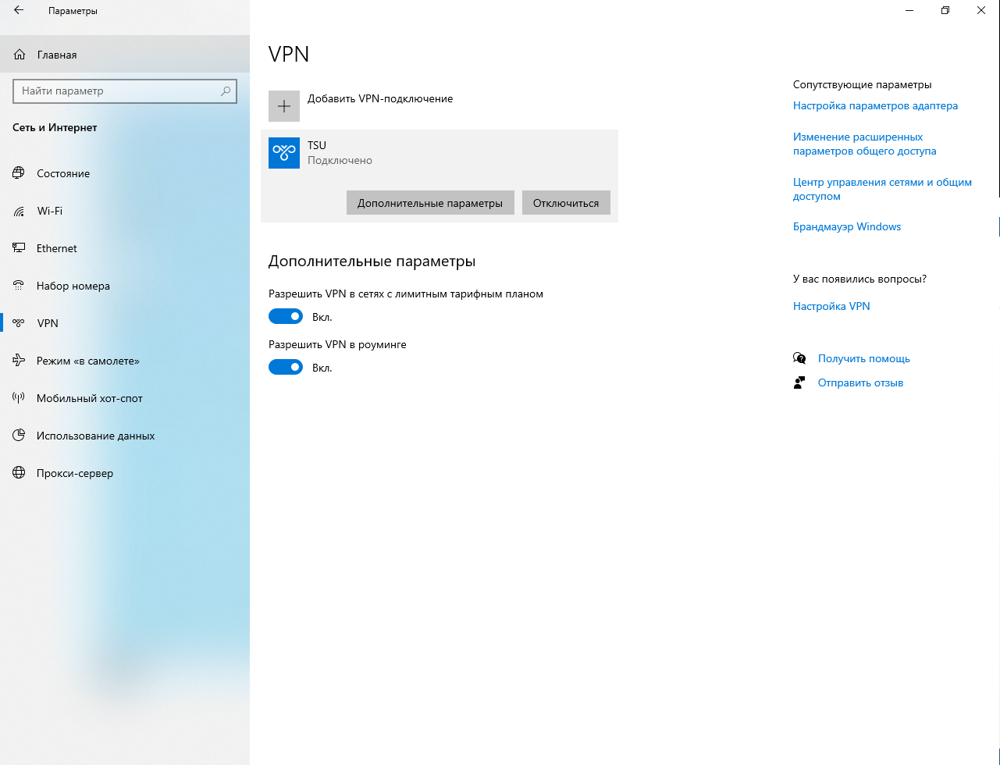 Параметры
Главная
Найти параметр
Сеть и Интернет
Состояние
Wi-Fi
Ethernet
Набор номера
VPN
Режим «в самолете»
Мобильный хот-спот
Использование данных
Прокси-сервер
VPN
Добавить VPN-подключение
TSU
Подключено
Дополнительные параметры
Отключиться
Дополнительные параметры
Разрешить VPN в сетях с лимитным тарифным планом
Вкл.
Разрешить VPN в роуминге
Вкл.
Сопутствующие параметры
Настройка параметров адаптера
Изменение расширенных
параметров общего доступа
Центр управления сетями и общим
доступом
Брандмауэр Windows
У вас появились вопросы?
Настройка VPN
Получить помощь
Отправить отзыв